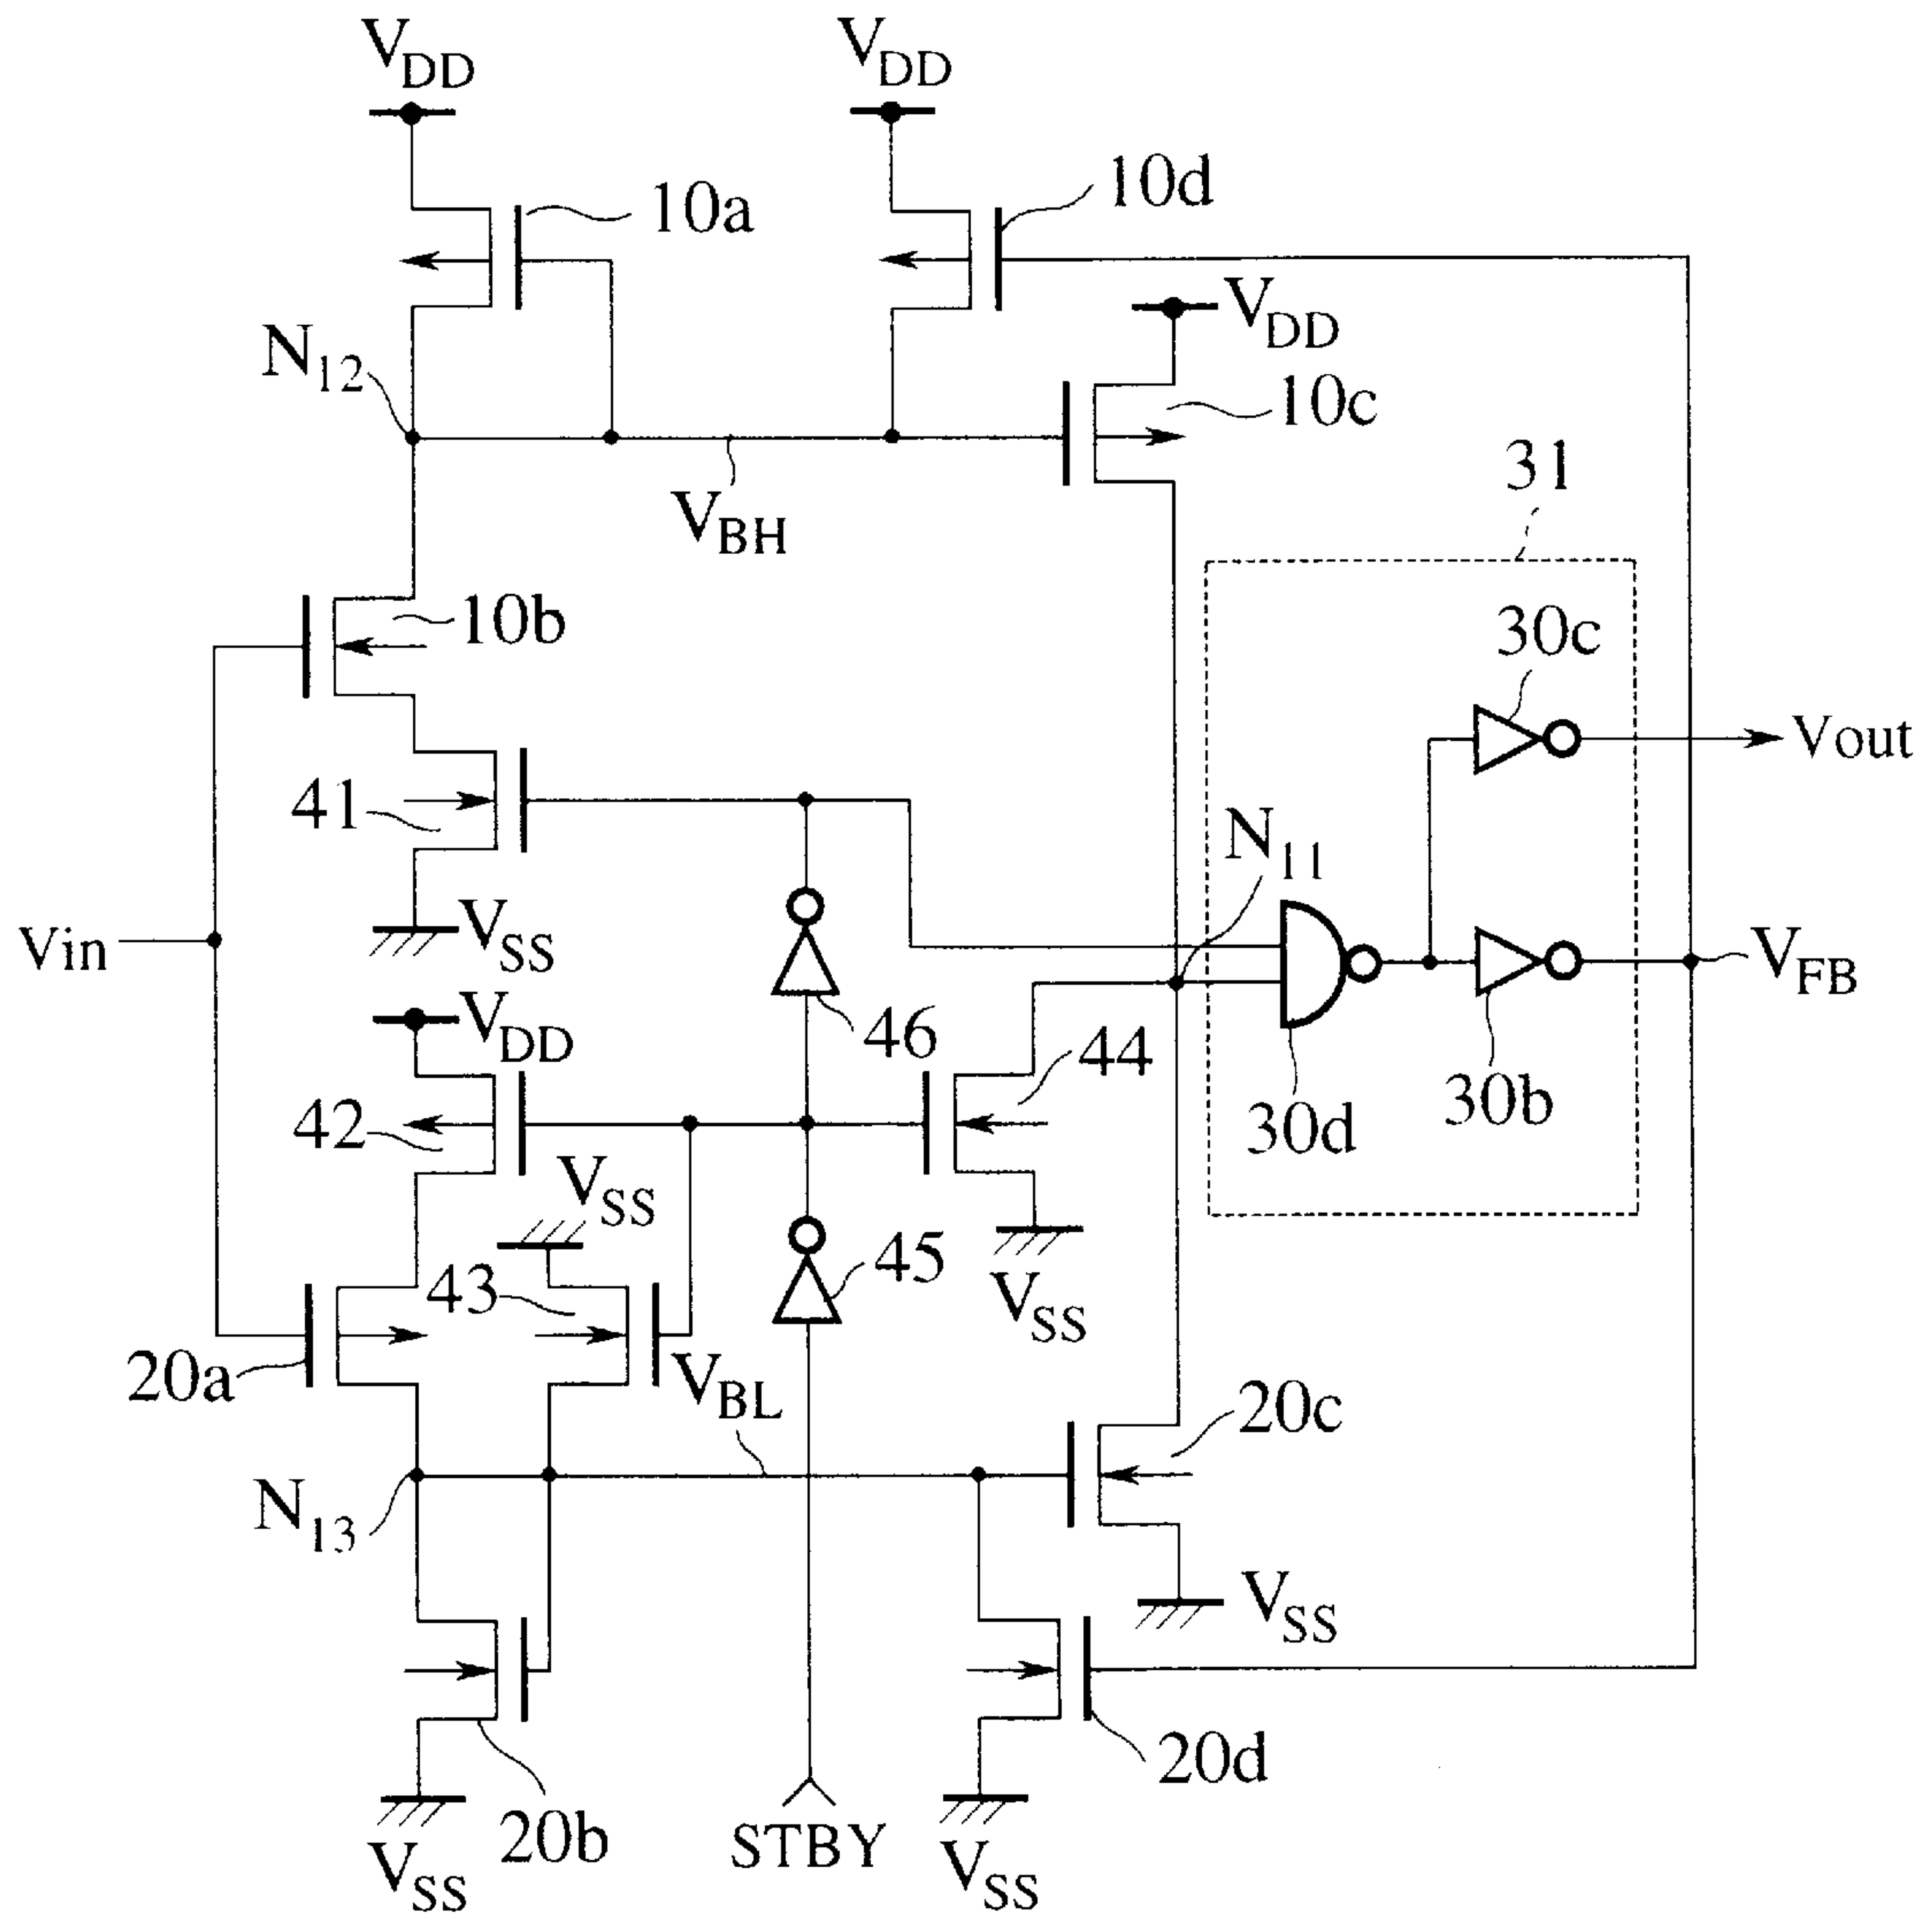 VDD
VDD
10a
10d
VDD
N12
10c
31
VBH
10b
30c
Vout
41
N11
Vin
VSS
VFB
VDD
46
44
30b
42
30d
VSS
45
43
VSS
20a
VBL
20c
N13
VSS
20d
20b
STBY
VSS
VSS